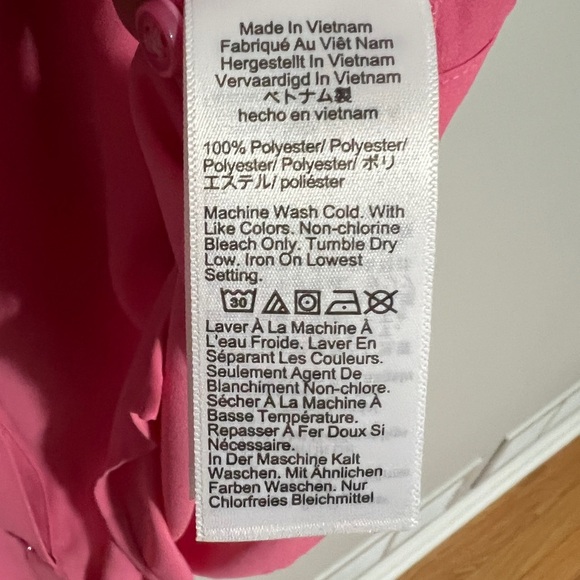 Made In Vietnam
Fabriqué Au Viêt Nam
Hergestellt In Vietnam
Vervaardigd In Vietnam
ベトナム製
hecho en vietnam
100% Polyester/ Polyester/
Polyester/ Polyester/ ポリ
エステル/ poliéster
Machine Wash Cold. With
Like Colors. Non-chlorine
Bleach Only. Tumble Dry
Low. Iron On Lowest
Setting.
30
Laver À La Machine À
L'eau Froide. Laver En
Séparant Les Couleurs.
Seulement Agent De
Blanchiment Non-chlore.
Sécher À La Machine À
Basse Température.
Repasser À Fer Doux Si
Nécessaire.
In Der Maschine Kalt
Waschen. Mit Ähnlichen
Farben Waschen. Nur
Chlorfreies Bleichmittel